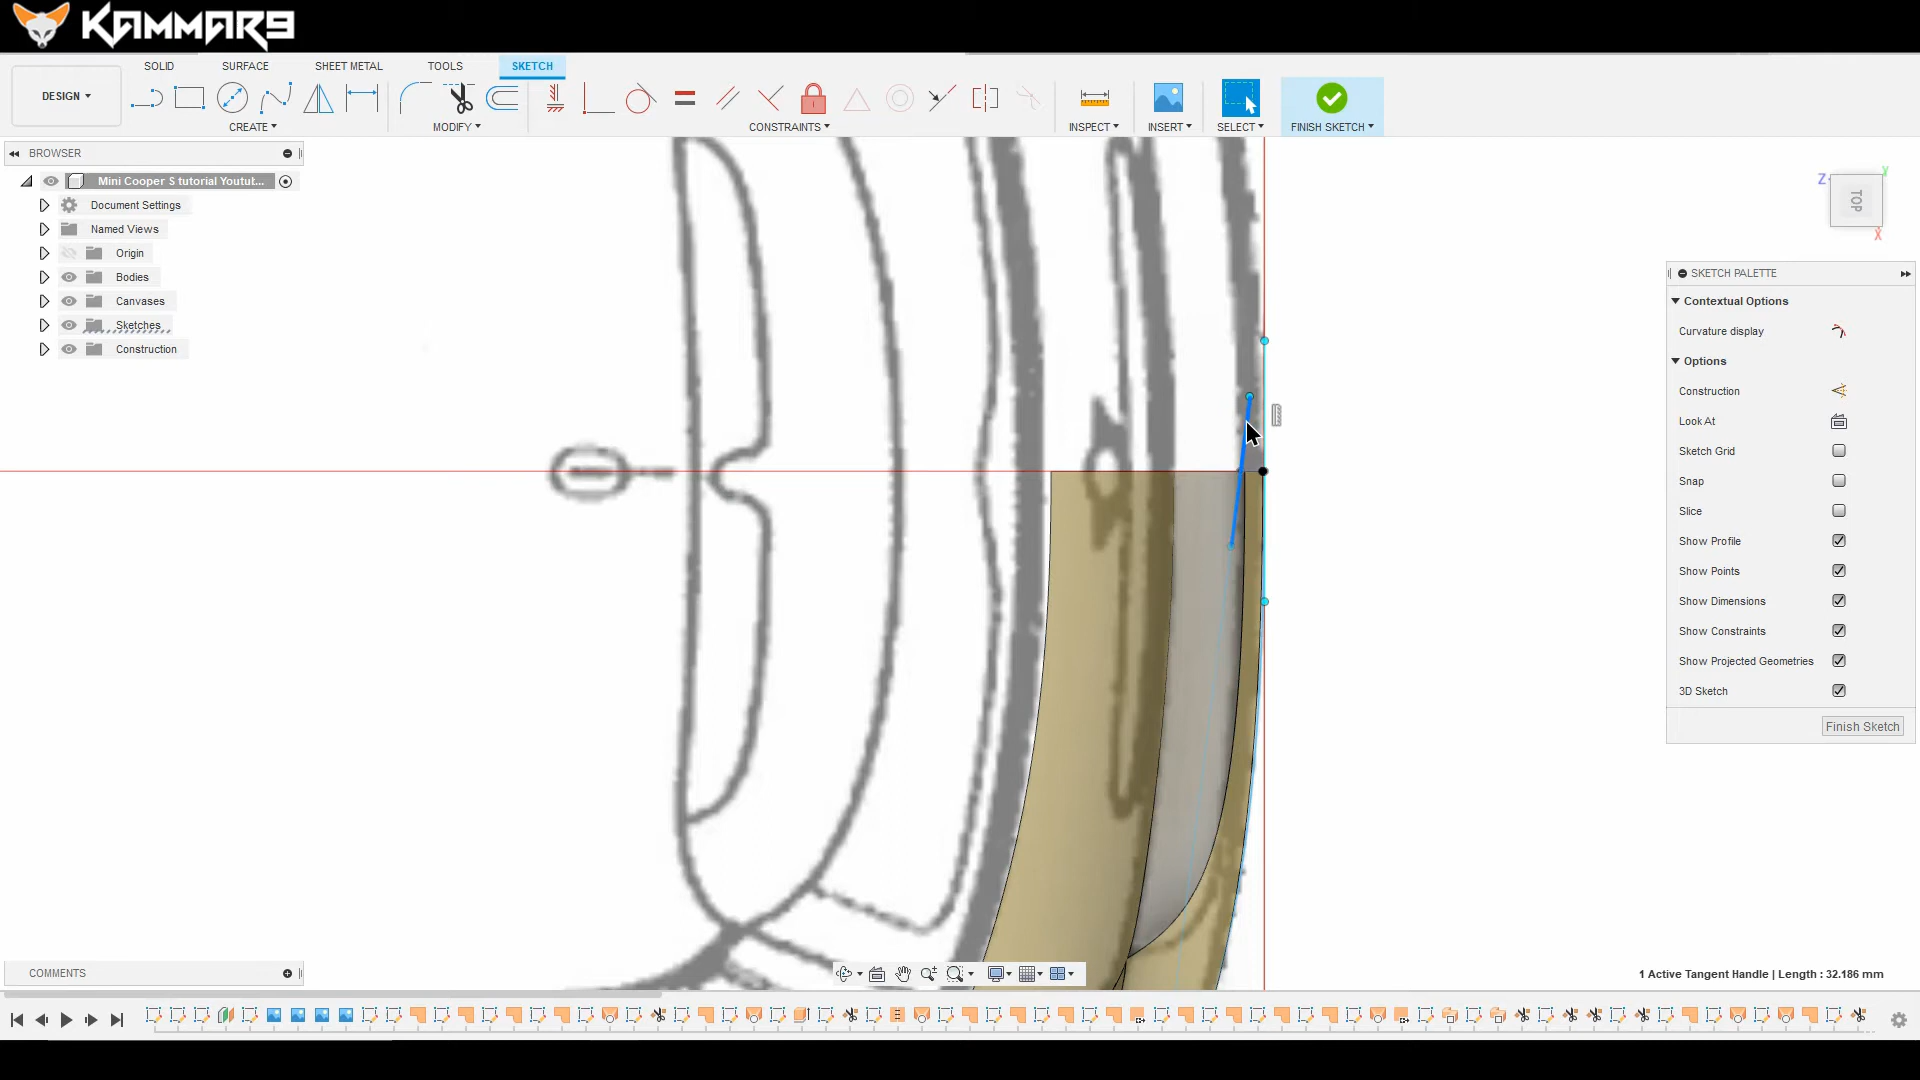 KAMMAR9
SOLID SURFACE SHEET METAL TOOLS SKETCH
DESIGN
CREATE MODIFY CONSTRAINTS INSPECT INSERT SELECT FINISH SKETCH
BROWSER
Mini Cooper S tutorial Youtut...
Document Settings
Named Views
Origin
Bodies
Canvases
Sketches
Construction
Z
Y
TOP
X
SKETCH PALETTE
Contextual Options
Curvature display
Options
Construction
Look At
Sketch Grid
Snap
Slice
Show Profile
Show Points
Show Dimensions
Show Constraints
Show Projected Geometries
3D Sketch
Finish Sketch
COMMENTS
1 Active Tangent Handle | Length : 32.186 mm